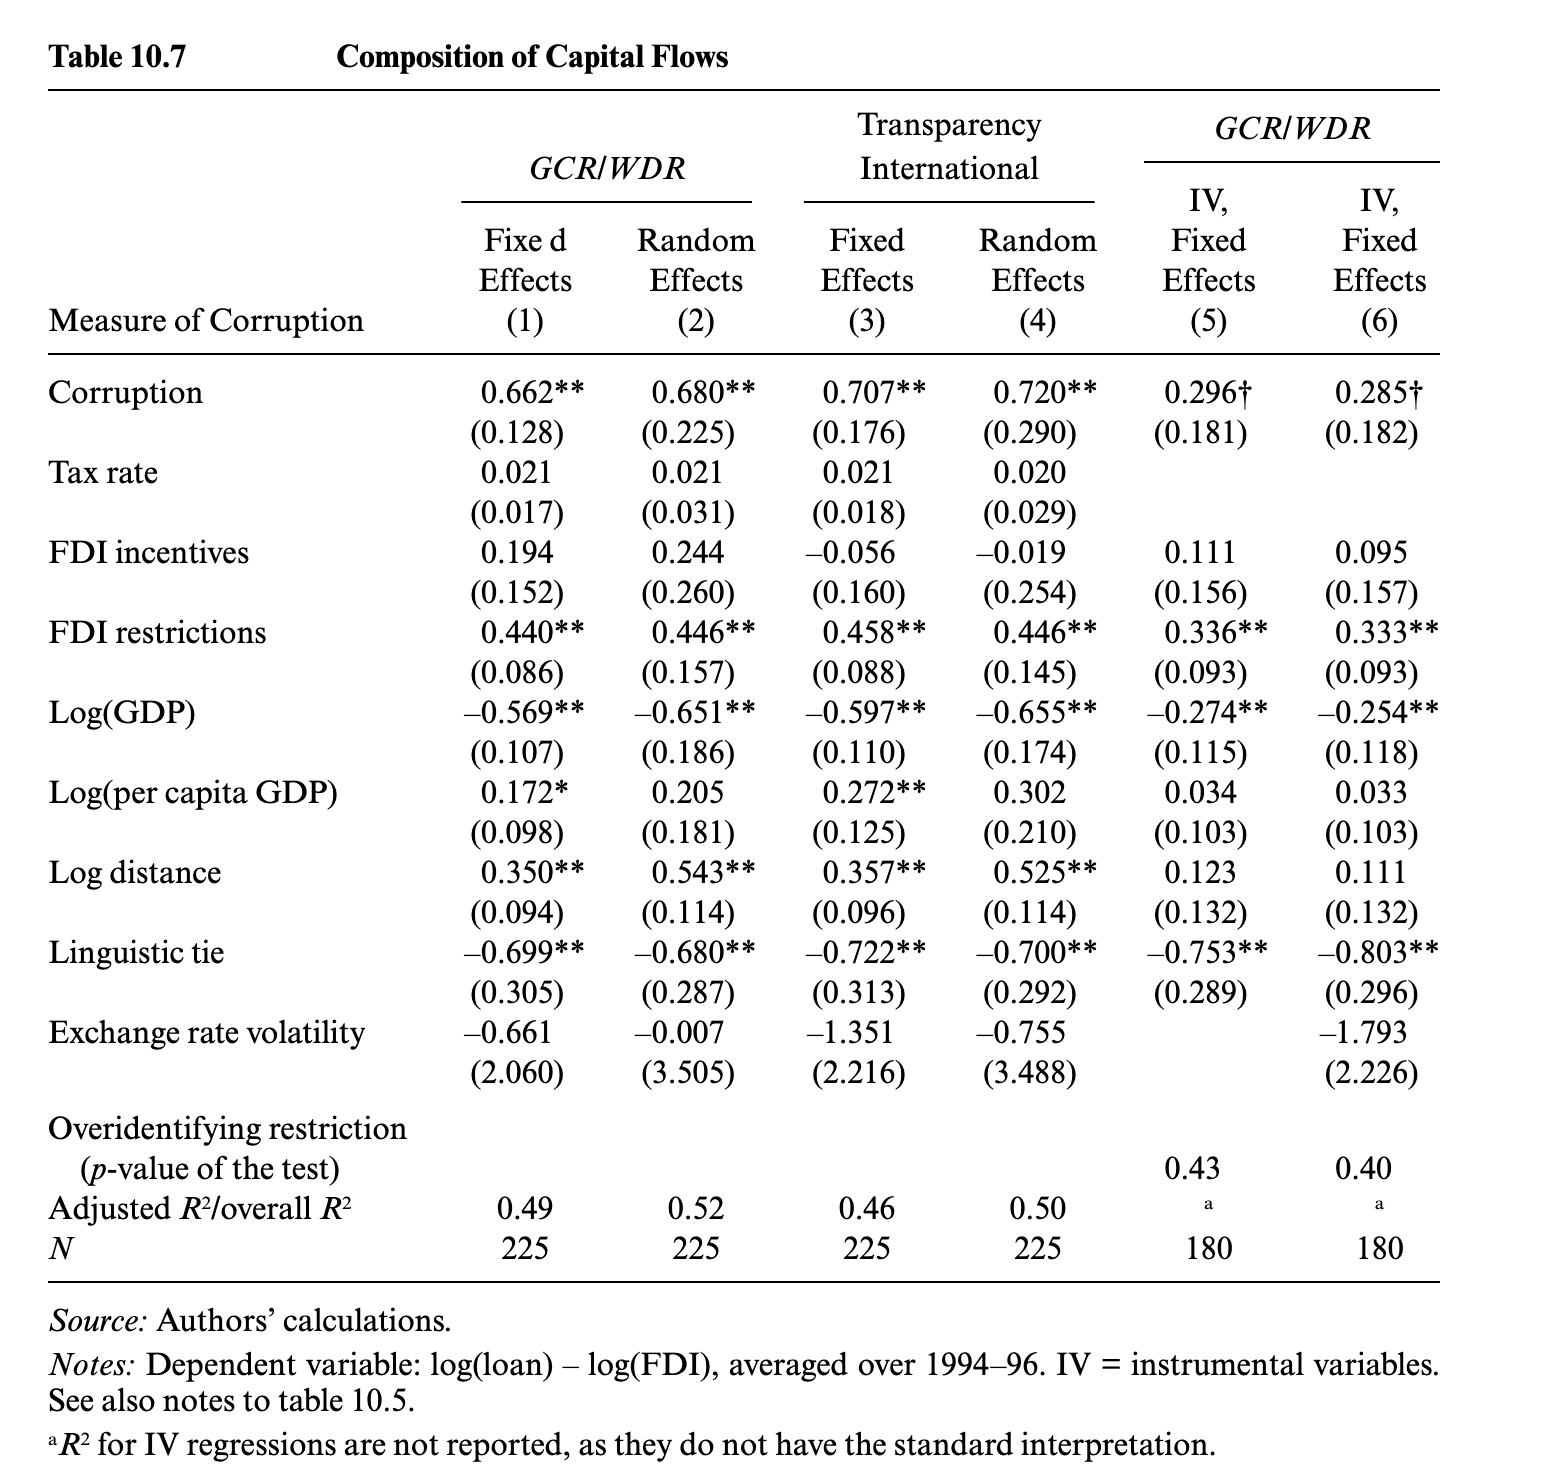 Table 10.7 Composition of Capital Flows
Transparency
International
GCR/WDR
GCR/WDR
IV, IV,
Fixe d Random Fixed Random Fixed Fixed
Effects Effects Effects Effects Effects Effects
Measure of Corruption (1) (2) (3) (4) (5) (6)
Corruption 0.662** 0.680** 0.707** 0.720** 0.296† 0.285†
(0.128) (0.225) (0.176) (0.290) (0.181) (0.182)
Tax rate 0.021 0.021 0.021 0.020
(0.017) (0.031) (0.018) (0.029)
FDI incentives 0.194 0.244 –0.056 –0.019 0.111 0.095
(0.152) (0.260) (0.160) (0.254) (0.156) (0.157)
FDI restrictions 0.440** 0.446** 0.458** 0.446** 0.336** 0.333**
(0.086) (0.157) (0.088) (0.145) (0.093) (0.093)
Log(GDP) –0.569** –0.651** –0.597** –0.655** –0.274** –0.254**
(0.107) (0.186) (0.110) (0.174) (0.115) (0.118)
Log(per capita GDP) 0.172* 0.205 0.272** 0.302 0.034 0.033
(0.098) (0.181) (0.125) (0.210) (0.103) (0.103)
Log distance 0.350** 0.543** 0.357** 0.525** 0.123 0.111
(0.094) (0.114) (0.096) (0.114) (0.132) (0.132)
Linguistic tie –0.699** –0.680** –0.722** –0.700** –0.753** –0.803**
(0.305) (0.287) (0.313) (0.292) (0.289) (0.296)
Exchange rate volatility –0.661 –0.007 –1.351 –0.755 –1.793
(2.060) (3.505) (2.216) (3.488) (2.226)
Overidentifying restriction
(p-value of the test) 0.43 0.40
Adjusted R²/overall R² 0.49 0.52 0.46 0.50 a a
N 225 225 225 225 180 180
Source: Authors’ calculations.
Notes: Dependent variable: log(loan) – log(FDI), averaged over 1994–96. IV = instrumental variables.
See also notes to table 10.5.
ᵃR² for IV regressions are not reported, as they do not have the standard interpretation.